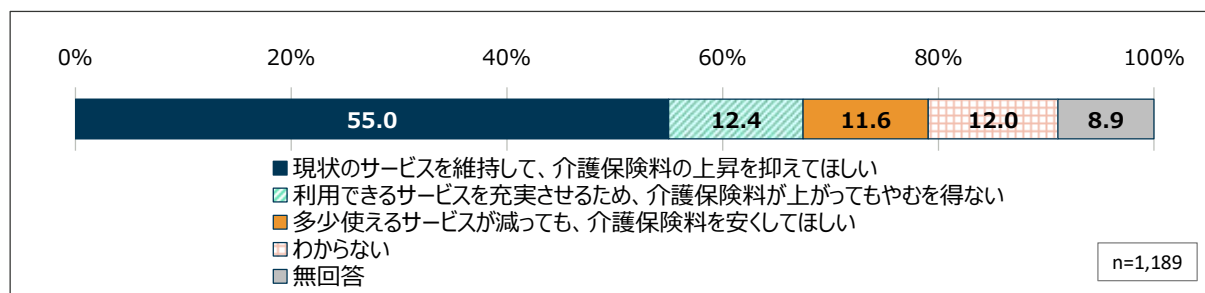 0% 20% 40% 60% 80% 100%
55.0 12.4 11.6 12.0 8.9
現状のサービスを維持して、介護保険料の上昇を抑えてほしい
利用できるサービスを充実させるため、介護保険料が上がってもやむを得ない
多少使えるサービスが減っても、介護保険料を安くしてほしい
わからない
無回答
n=1,189